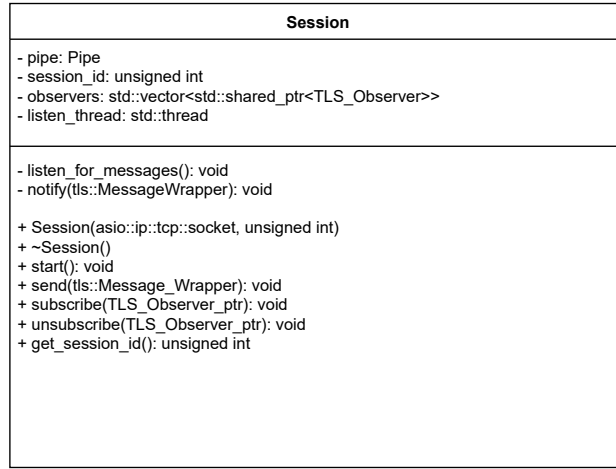 Session
- pipe: Pipe
- session_id: unsigned int
- observers: std::vector<std::shared_ptr<TLS_Observer>>
- listen_thread: std::thread
- listen_for_messages(): void
- notify(tls::MessageWrapper): void
+ Session(asio::ip::tcp::socket, unsigned int)
+ ~Session()
+ start(): void
+ send(tls::Message_Wrapper): void
+ subscribe(TLS_Observer_ptr): void
+ unsubscribe(TLS_Observer_ptr): void
+ get_session_id(): unsigned int